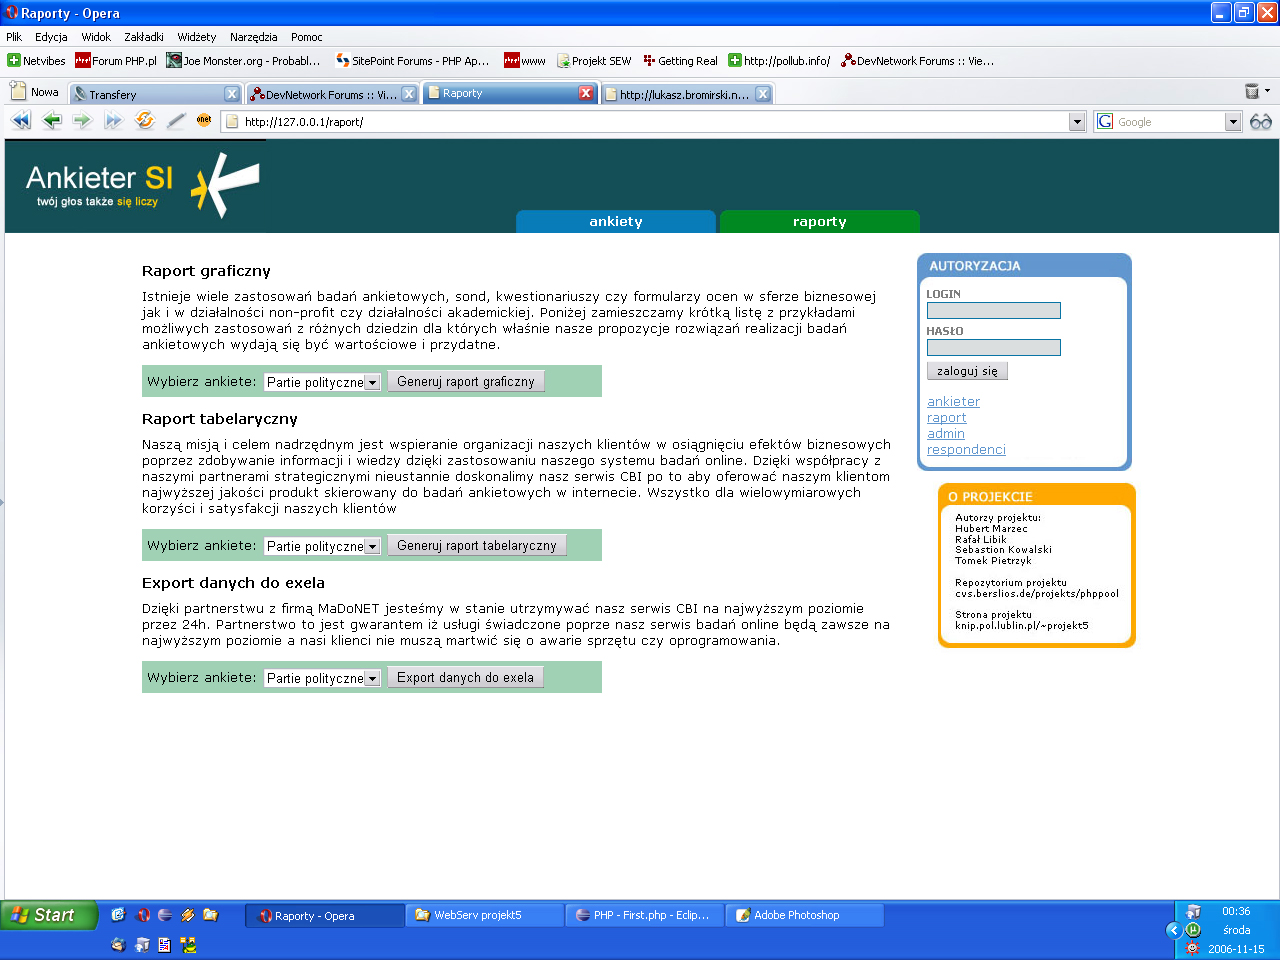 Raporty - Opera
Plik Edycja Widok Zakładki Widżety Narzędzia Pomoc
Netvibes Forum PHP.pl Joe Monster.org - Probabl... SitePoint Forums - PHP Ap... www Projekt SEW Getting Real http://pollub.info/ DevNetwork Forums :: Vie...
Nowa Transfery DevNetwork Forums :: Vi... Raporty http://lukasz.bromirski.n...
onet http://127.0.0.1/raport/ G Google
Ankieter SI
twój głos także się liczy
ankiety raporty
Raport graficzny
Istnieje wiele zastosowań badań ankietowych, sond, kwestionariuszy czy formularzy ocen w sferze biznesowej
jak i w działalności non-profit czy działalności akademickiej. Poniżej zamieszczamy krótką listę z przykładami
możliwych zastosowań z różnych dziedzin dla których właśnie nasze propozycje rozwiązań realizacji badań
ankietowych wydają się być wartościowe i przydatne.
Wybierz ankiete: Partie polityczne Generuj raport graficzny
Raport tabelaryczny
Naszą misją i celem nadrzędnym jest wspieranie organizacji naszych klientów w osiągnięciu efektów biznesowych
poprzez zdobywanie informacji i wiedzy dzięki zastosowaniu naszego systemu badań online. Dzięki współpracy z
naszymi partnerami strategicznymi nieustannie doskonalimy nasz serwis CBI po to aby oferować naszym klientom
najwyższej jakości produkt skierowany do badań ankietowych w internecie. Wszystko dla wielowymiarowych
korzyści i satysfakcji naszych klientów
Wybierz ankiete: Partie polityczne Generuj raport tabelaryczny
Export danych do exela
Dzięki partnerstwu z firmą MaDoNET jesteśmy w stanie utrzymywać nasz serwis CBI na najwyższym poziomie
przez 24h. Partnerstwo to jest gwarantem iż usługi świadczone poprze nasz serwis badań online będą zawsze na
najwyższym poziomie a nasi klienci nie muszą martwić się o awarie sprzętu czy oprogramowania.
Wybierz ankiete: Partie polityczne Export danych do exela
AUTORYZACJA
LOGIN
HASŁO
zaloguj się
ankieter
raport
admin
respondenci
O PROJEKCIE
Autorzy projektu:
Hubert Marzec
Rafał Libik
Sebastion Kowalski
Tomek Pietrzyk
Repozytorium projektu
cvs.berslios.de/projekts/phppool
Strona projektu
knip.pol.lublin.pl/~projekt5
Start Raporty - Opera WebServ projekt5 PHP - First.php - Eclip... Adobe Photoshop 00:36
środa
2006-11-15